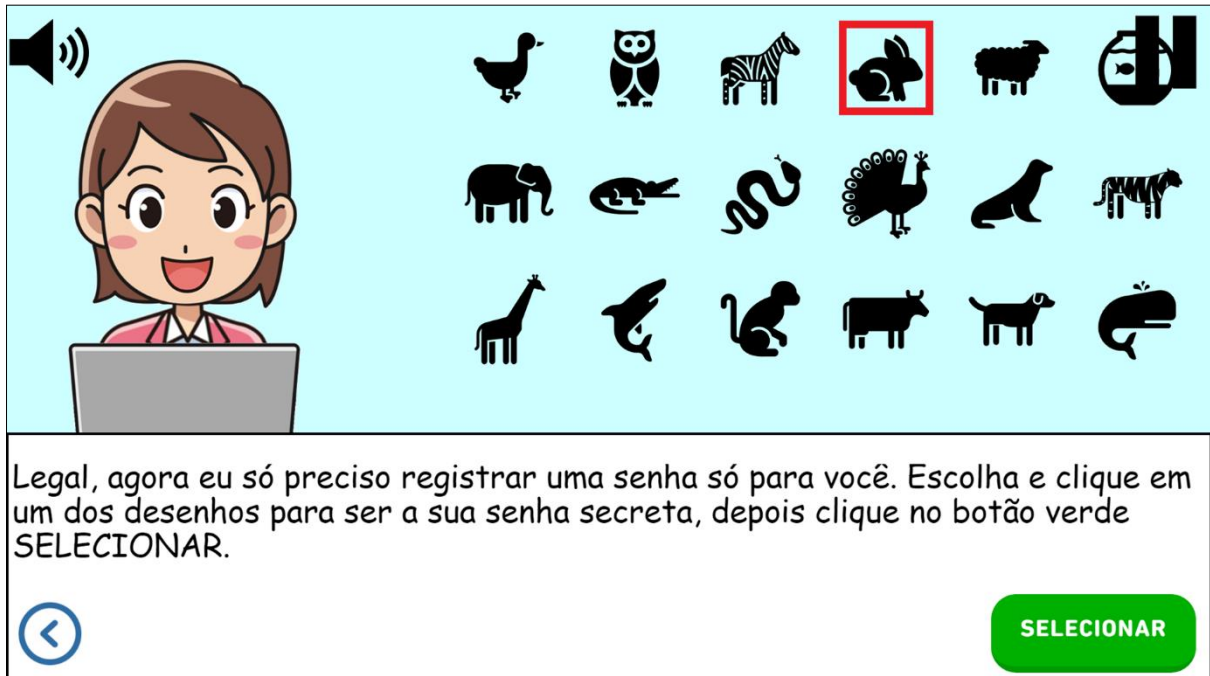 Legal, agora eu só preciso registrar uma senha só para você. Escolha e clique em
um dos desenhos para ser a sua senha secreta, depois clique no botão verde
SELECIONAR.
SELECIONAR